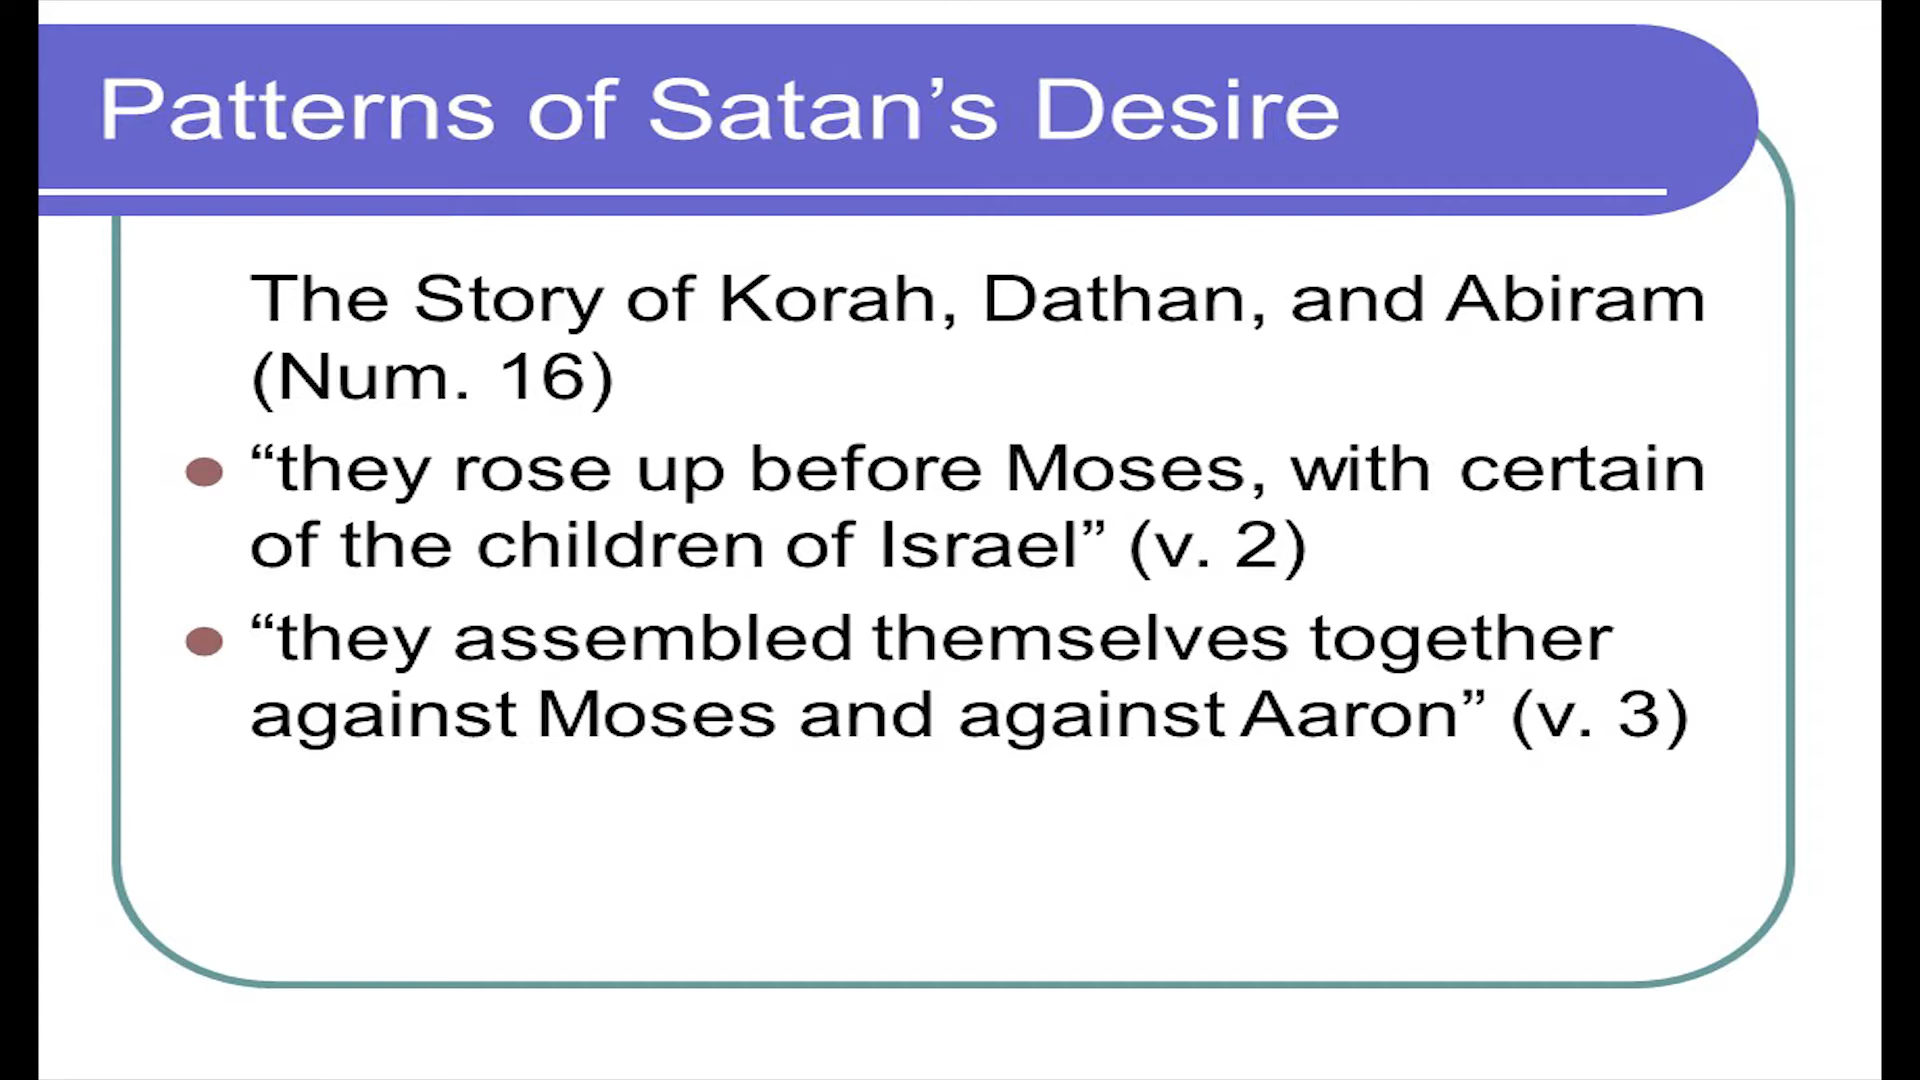 Patterns of Satan’s Desire
The Story of Korah, Dathan, and Abiram
(Num. 16)
“they rose up before Moses, with certain
of the children of Israel” (v. 2)
“they assembled themselves together
against Moses and against Aaron” (v. 3)